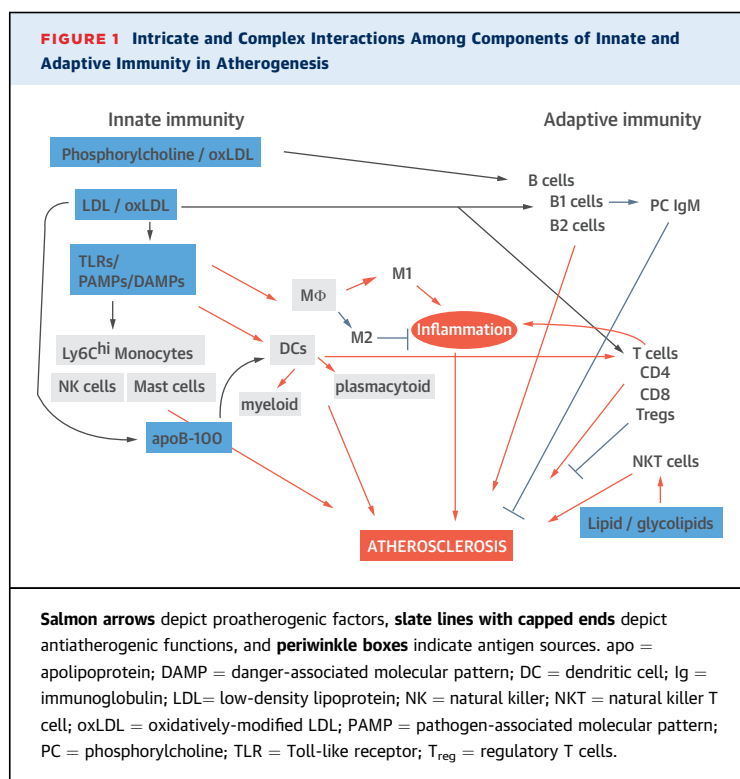 FIGURE 1 Intricate and Complex Interactions Among Components of Innate and
Adaptive Immunity in Atherogenesis
Innate immunity
Adaptive immunity
Phosphorylcholine / oxLDL
B cells
B1 cells
B2 cells
PC IgM
LDL / oxLDL
TLRs/
PAMPs/DAMPs
MΦ
M1
M2
Inflammation
Ly6Chi Monocytes
NK cells
Mast cells
DCs
myeloid
plasmacytoid
apoB-100
T cells
CD4
CD8
Tregs
NKT cells
Lipid / glycolipids
ATHEROSCLEROSIS
Salmon arrows depict proatherogenic factors, slate lines with capped ends depict
antiatherogenic functions, and periwinkle boxes indicate antigen sources. apo =
apolipoprotein; DAMP = danger-associated molecular pattern; DC = dendritic cell; Ig =
immunoglobulin; LDL= low-density lipoprotein; NK = natural killer; NKT = natural killer T
cell; oxLDL = oxidatively-modified LDL; PAMP = pathogen-associated molecular pattern;
PC = phosphorylcholine; TLR = Toll-like receptor; Treg = regulatory T cells.